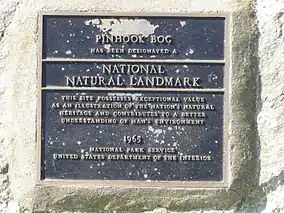 PINHOOK BOG
HAS BEEN DESIGNATED A
NATIONAL
NATURAL LANDMARK
THIS SITE POSSESSES EXCEPTIONAL VALUE
AS AN ILLUSTRATION OF THE NATION'S NATURAL
HERITAGE AND CONTRIBUTES TO A BETTER
UNDERSTANDING OF MAN'S ENVIRONMENT
1965
NATIONAL PARK SERVICE
UNITED STATES DEPARTMENT OF THE INTERIOR